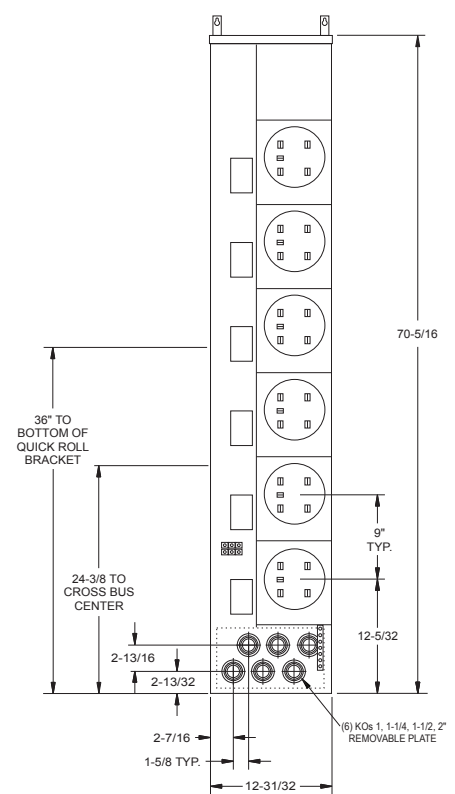 70-5/16
36" TO
BOTTOM OF
QUICK ROLL
BRACKET
9"
TYP.
24-3/8 TO
CROSS BUS
CENTER
12-5/32
2-13/16
2-13/32
(6) KOs 1, 1-1/4, 1-1/2, 2"
REMOVABLE PLATE
2-7/16
1-5/8 TYP.
12-31/32